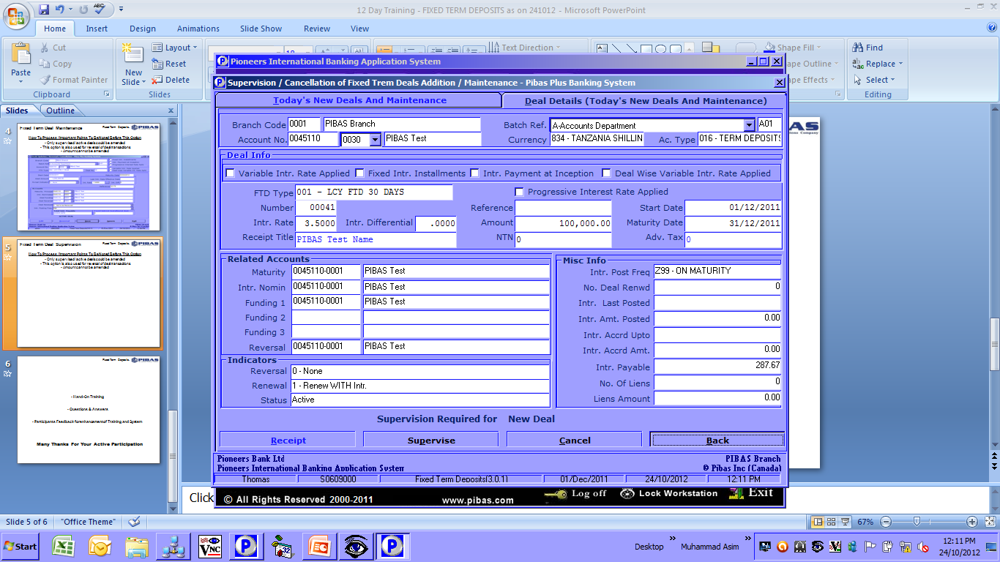 12 Day Training - FIXED TERM DEPOSITS as on 241012 - Microsoft PowerPoint
Home Insert Design Animations Slide Show Review View
Cut
Copy
Format Painter
Paste
Clipboard
New Slide
Layout
Reset
Delete
Slides
Text Direction
Shape Fill
Shape Outline
Shape Effects
Find
Replace
Select
Editing
Slides Outline
4
Fixed Term Deal Maintenance
PIBAS
How To Process /Important Points To Be Noted Before This Option
- Only supervised/active deals could be amended
- This option is also used for reversal of deal transactions
- Amount cannot be amended
5
Fixed Term Deal Supervision
PIBAS
How To Process /Important Points To Be Noted Before This Option
- Only supervised/active deals could be amended
- This option is also used for reversal of deal transactions
- Amount cannot be amended
6
Fixed Term Deposits.
PIBAS
- Hand-On Training
- Questions & Answers
- Participants Feedback for enhancement of Training and System
Many Thanks For Your Active Participation
Pioneers International Banking Application System
Supervision / Cancellation of Fixed Trem Deals Addition / Maintenance - Pibas Plus Banking System
Today's New Deals And Maintenance
Deal Details (Today's New Deals And Maintenance)
Branch Code 0001 PIBAS Branch Batch Ref. A-Accounts Department A01
Account No. 0045110 0030 PIBAS Test Currency 834 - TANZANIA SHILLIN Ac. Type 016 - TERM DEPOSITS
Deal Info
Variable Intr. Rate Applied Fixed Intr. Installments Intr. Payment at Inception Deal Wise Variable Intr. Rate Applied
FTD Type 001 - LCY FTD 30 DAYS Progressive Interest Rate Applied
Number 00041 Reference Start Date 01/12/2011
Intr. Rate 3.5000 Intr. Differential .0000 Amount 100,000.00 Maturity Date 31/12/2011
Receipt Title PIBAS Test Name NTN 0 Adv. Tax 0
Related Accounts
Maturity 0045110-0001 PIBAS Test
Intr. Nomin 0045110-0001 PIBAS Test
Funding 1 0045110-0001 PIBAS Test
Funding 2
Funding 3
Reversal 0045110-0001 PIBAS Test
Indicators
Reversal 0 - None
Renewal 1 - Renew WITH Intr.
Status Active
Misc Info
Intr. Post Freq Z99 - ON MATURITY
No. Deal Renwd 0
Intr. Last Posted
Intr. Amt. Posted 0.00
Intr. Accrd Upto
Intr. Accrd Amt. 0.00
Intr. Payable 287.67
No. Of Liens 0
Liens Amount 0.00
Supervision Required for New Deal
Receipt Supervise Cancel Back
Pioneers Bank Ltd PIBAS Branch
Pioneers International Banking Application System © Pibas Inc (Canada)
Thomas S0609000 Fixed Term Deposits(3.0.1) 01/Dec/2011 24/10/2012 12:11 PM
© All Rights Reserved 2000-2011 www.pibas.com Log off Lock Workstation Exit
Click
Slide 5 of 6 "Office Theme" 67%
Start Desktop Muhammad Asim 12:11 PM
24/10/2012